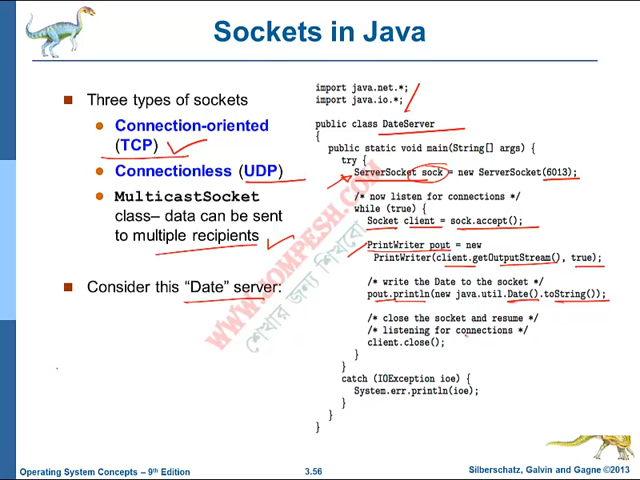 Sockets in Java
Three types of sockets
Connection-oriented
(TCP)
Connectionless (UDP)
MulticastSocket
class– data can be sent
to multiple recipients
Consider this “Date” server:
import java.net.*;
import java.io.*;
public class DateServer
{
public static void main(String[] args) {
try {
ServerSocket sock = new ServerSocket(6013);
/* now listen for connections */
while (true) {
Socket client = sock.accept();
PrintWriter pout = new
PrintWriter(client.getOutputStream(), true);
/* write the Date to the socket */
pout.println(new java.util.Date().toString());
/* close the socket and resume */
/* listening for connections */
client.close();
}
}
catch (IOException ioe) {
System.err.println(ioe);
}
}
}
WWW.COMPESH.COM
শেখার জন্য শিখবো
Operating System Concepts – 9th Edition
3.56
Silberschatz, Galvin and Gagne ©2013